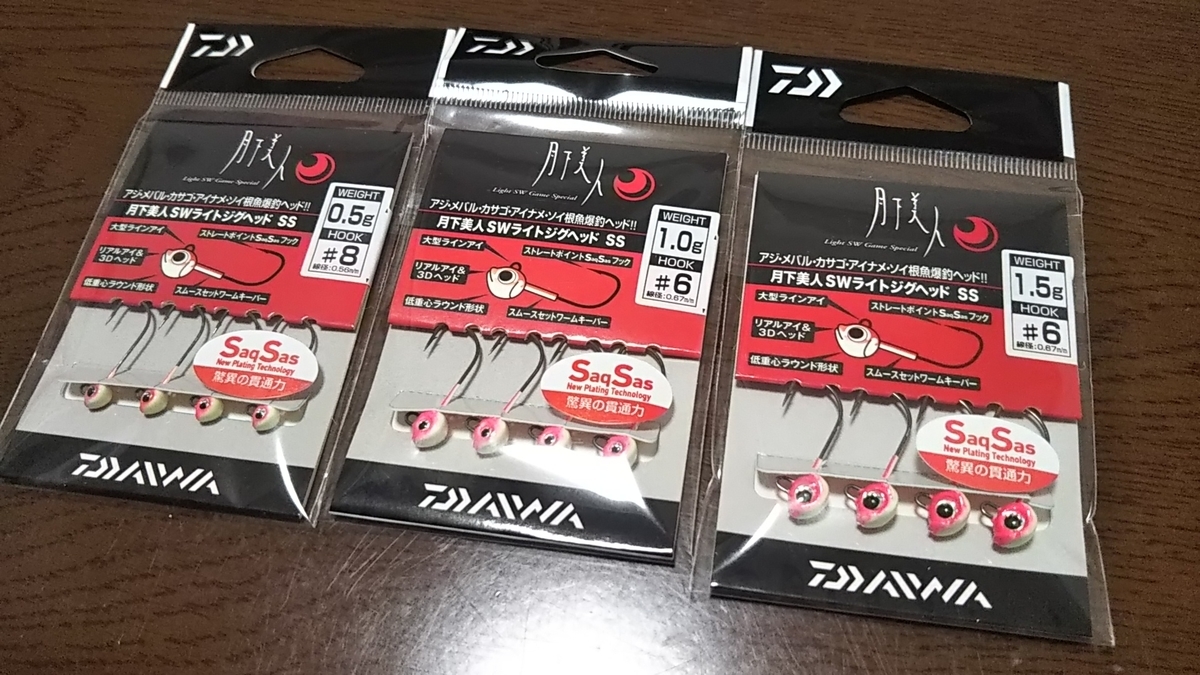 月下美人
Light SW Game Special
アジ・メバル・カサゴ・アイナメ・ソイ根魚爆釣ヘッド!!
月下美人SWライトジグヘッド SS
WEIGHT
0.5g
HOOK
#8
線径:0.56m/m
大型ラインアイ
ストレートポイントSaqSasフック
リアルアイ&
3Dヘッド
低重心ラウンド形状
スムースセットワームキーパー
SaqSas
New Plating Technology
驚異の貫通力
DAIWA
月下美人
Light SW Game Special
アジ・メバル・カサゴ・アイナメ・ソイ根魚爆釣ヘッド!!
月下美人SWライトジグヘッド SS
WEIGHT
1.0g
HOOK
#6
線径:0.67m/m
大型ラインアイ
ストレートポイントSaqSasフック
リアルアイ&
3Dヘッド
低重心ラウンド形状
スムースセットワームキーパー
SaqSas
New Plating Technology
驚異の貫通力
DAIWA
月下美人
Light SW Game Special
アジ・メバル・カサゴ・アイナメ・ソイ根魚爆釣ヘッド!!
月下美人SWライトジグヘッド SS
WEIGHT
1.5g
HOOK
#6
線径:0.67m/m
大型ラインアイ
ストレートポイントSaqSasフック
リアルアイ&
3Dヘッド
低重心ラウンド形状
スムースセットワームキーパー
SaqSas
New Plating Technology
驚異の貫通力
DAIWA